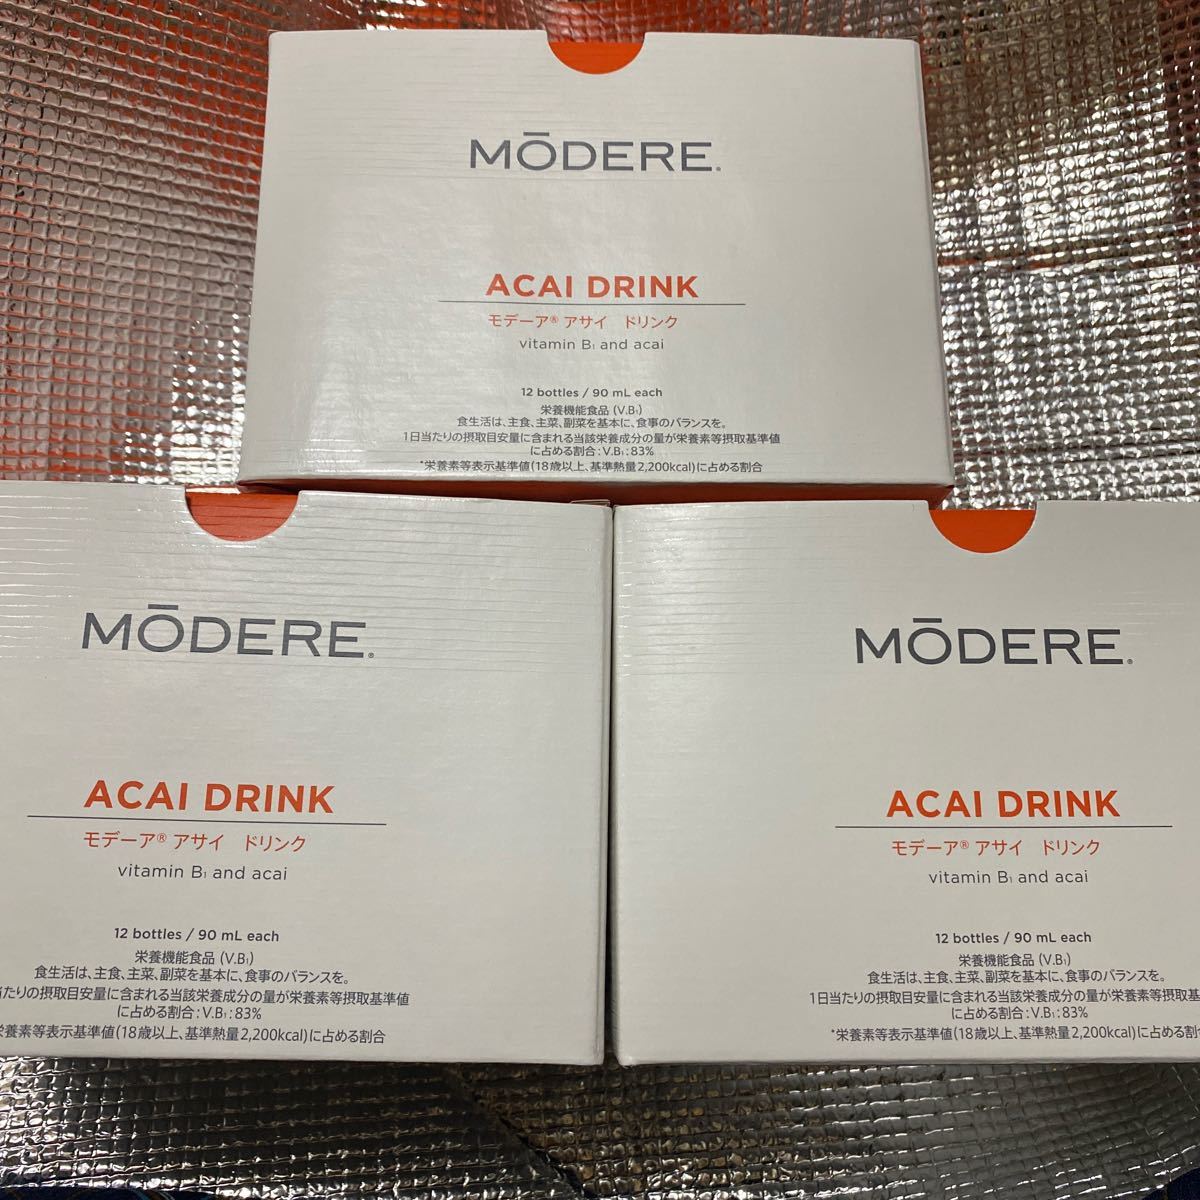 MŌDERE®
ACAI DRINK
モデーア® アサイ ドリンク
vitamin B₁ and acai
12 bottles / 90 mL each
栄養機能食品 (V.B₁)
食生活は、主食、主菜、副菜を基本に、食事のバランスを。
1日当たりの摂取目安量に含まれる当該栄養成分の量が栄養素等摂取基準値
に占める割合：V.B₁：83%
*栄養素等表示基準値(18歳以上、基準熱量2,200kcal)に占める割合
MŌDERE®
ACAI DRINK
モデーア® アサイ ドリンク
vitamin B₁ and acai
12 bottles / 90 mL each
栄養機能食品 (V.B₁)
食生活は、主食、主菜、副菜を基本に、食事のバランスを。
当たりの摂取目安量に含まれる当該栄養成分の量が栄養素等摂取基準値
に占める割合：V.B₁：83%
栄養素等表示基準値(18歳以上、基準熱量2,200kcal)に占める割合
MŌDERE®
ACAI DRINK
モデーア® アサイ ドリンク
vitamin B₁ and acai
12 bottles / 90 mL each
栄養機能食品 (V.B₁)
食生活は、主食、主菜、副菜を基本に、食事のバランスを。
1日当たりの摂取目安量に含まれる当該栄養成分の量が栄養素等摂取基
に占める割合：V.B₁：83%
*栄養素等表示基準値(18歳以上、基準熱量2,200kcal)に占める割合